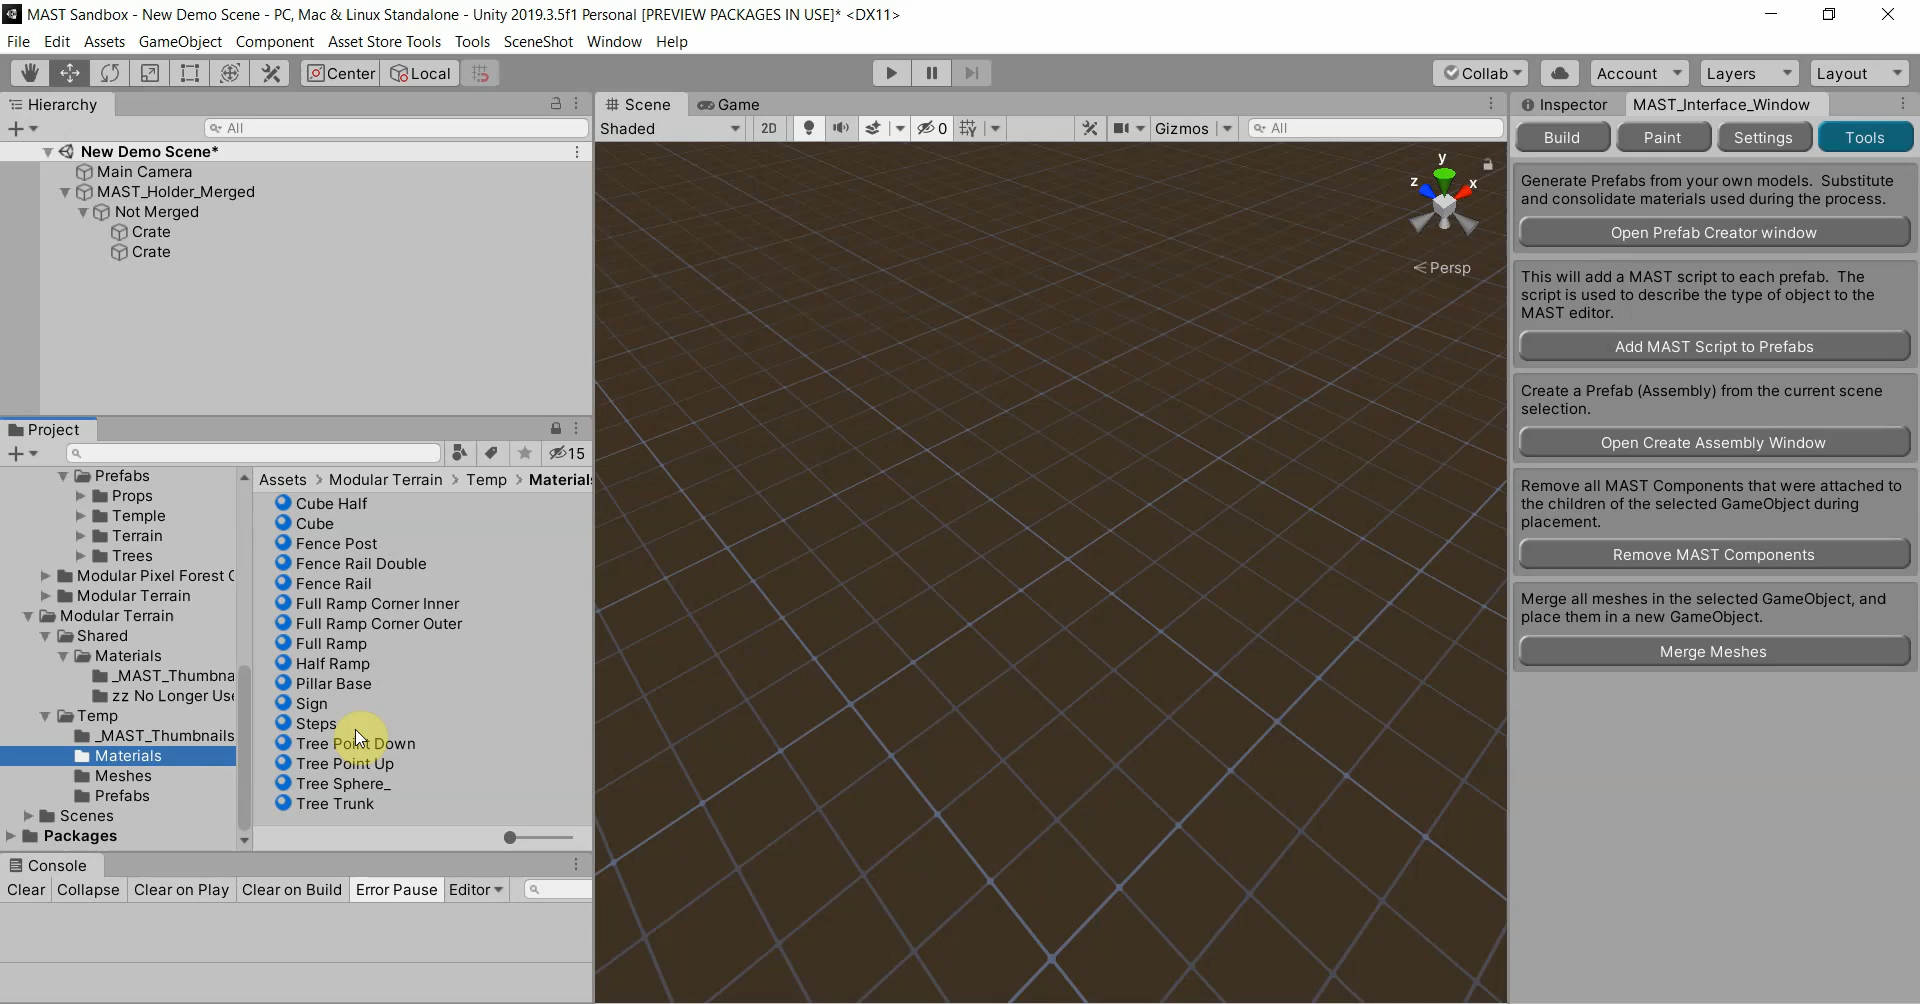 MAST Sandbox - New Demo Scene - PC, Mac & Linux Standalone - Unity 2019.3.5f1 Personal [PREVIEW PACKAGES IN USE]* <DX11>
File Edit Assets GameObject Component Asset Store Tools Tools SceneShot Window Help
Center Local Collab Account Layers Layout
Hierarchy
All
New Demo Scene*
Main Camera
MAST_Holder_Merged
Not Merged
Crate
Crate
Project
15
Prefabs
Props
Temple
Terrain
Trees
Modular Pixel Forest
Modular Terrain
Modular Terrain
Shared
Materials
_MAST_Thumbna
zz No Longer Us
Temp
_MAST_Thumbnails
Materials
Meshes
Prefabs
Scenes
Packages
Assets > Modular Terrain > Temp > Materials
Cube Half
Cube
Fence Post
Fence Rail Double
Fence Rail
Full Ramp Corner Inner
Full Ramp Corner Outer
Full Ramp
Half Ramp
Pillar Base
Sign
Steps
Tree Point Down
Tree Point Up
Tree Sphere_
Tree Trunk
Console
Clear Collapse Clear on Play Clear on Build Error Pause Editor
Scene Game
Shaded 2D 0 Gizmos All
y
z x
Persp
Inspector MAST_Interface_Window
Build Paint Settings Tools
Generate Prefabs from your own models. Substitute
and consolidate materials used during the process.
Open Prefab Creator window
This will add a MAST script to each prefab. The
script is used to describe the type of object to the
MAST editor.
Add MAST Script to Prefabs
Create a Prefab (Assembly) from the current scene
selection.
Open Create Assembly Window
Remove all MAST Components that were attached to
the children of the selected GameObject during
placement.
Remove MAST Components
Merge all meshes in the selected GameObject, and
place them in a new GameObject.
Merge Meshes